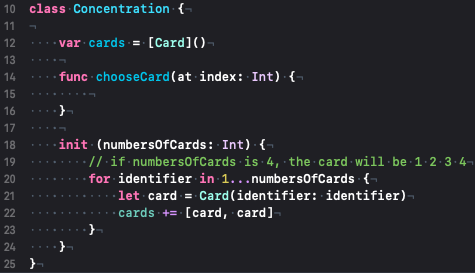 10 class Concentration {¬
11 ¬
12 ····var cards = [Card]()
13 ····¬
14 ····func chooseCard(at index: Int) {
15 ········¬
16 ····}
17 ····¬
18 ····init (numbersOfCards: Int) {¬
19 ········// if numbersOfCards is 4, the card will be 1 2 3 4¬
20 ········for identifier in 1...numbersOfCards {¬
21 ············let card = Card(identifier: identifier)
22 ············cards += [card, card]¬
23 ········}¬
24 ····}¬
25 }¬